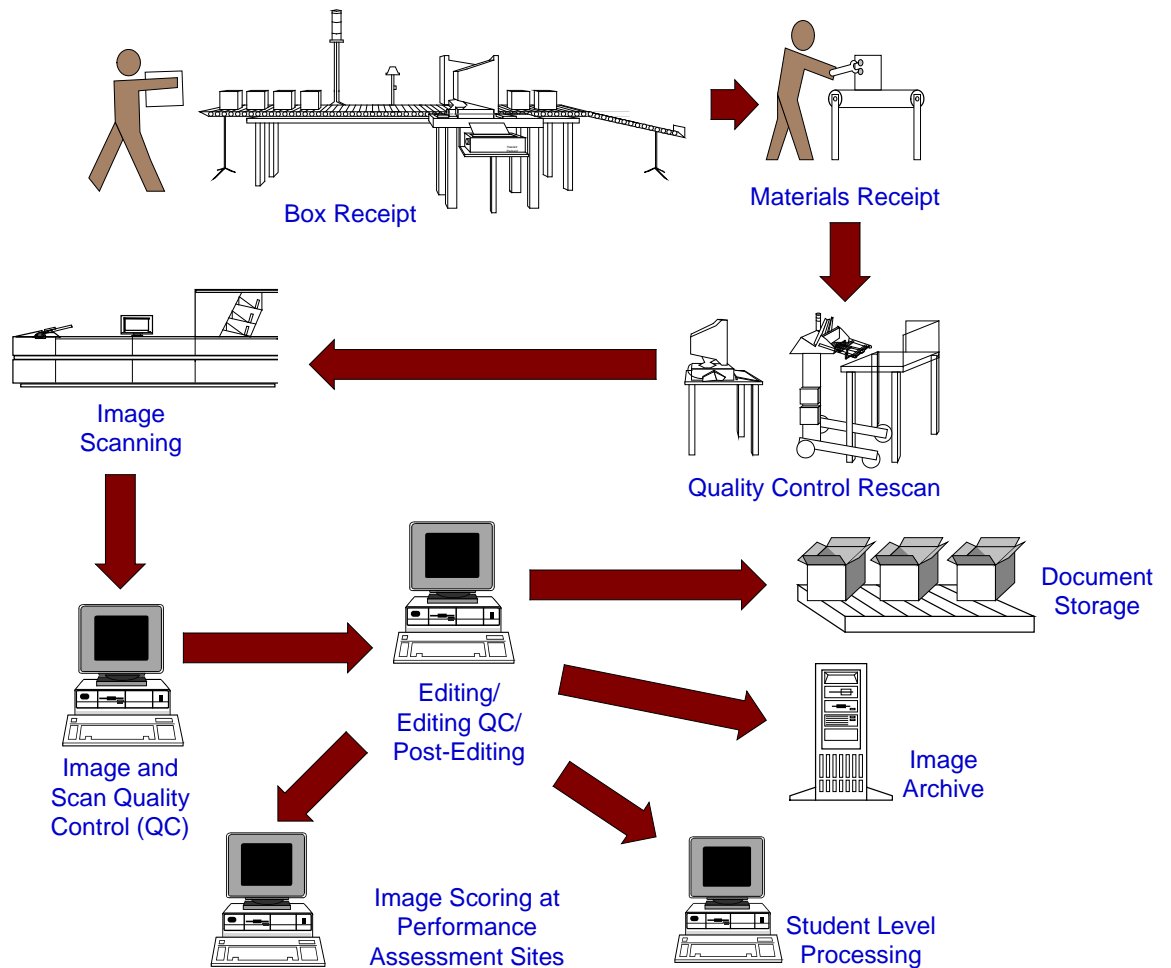 Box Receipt
Materials Receipt
Image
Scanning
Quality Control Rescan
Document
Storage
Editing/
Editing QC/
Post-Editing
Image and
Scan Quality
Control (QC)
Image
Archive
Image Scoring at
Performance
Assessment Sites
Student Level
Processing